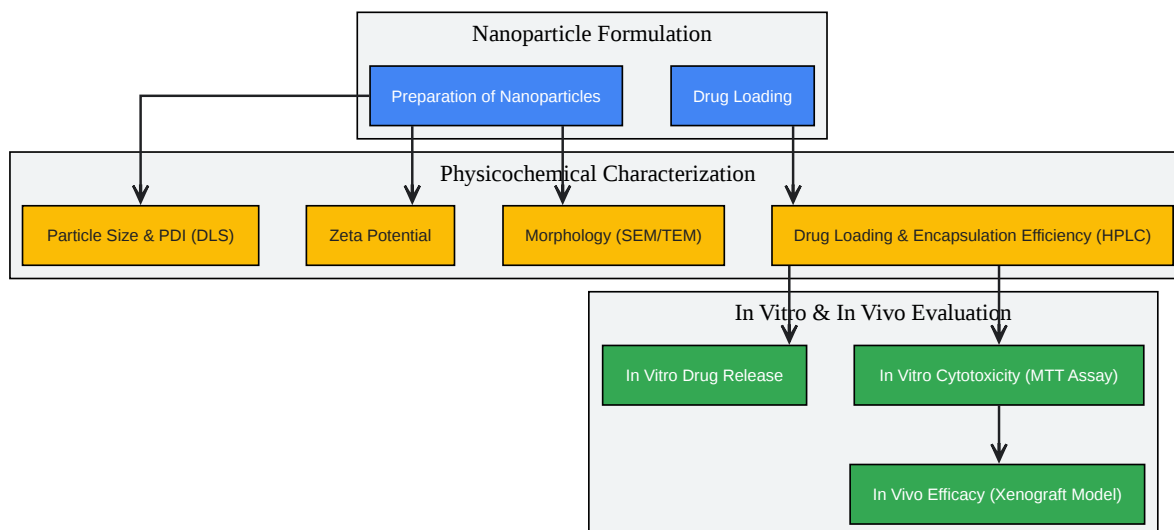 Nanoparticle Formulation
Preparation of Nanoparticles
Drug Loading
Physicochemical Characterization
Particle Size & PDI (DLS)
Zeta Potential
Morphology (SEM/TEM)
Drug Loading & Encapsulation Efficiency (HPLC)
In Vitro & In Vivo Evaluation
In Vitro Drug Release
In Vitro Cytotoxicity (MTT Assay)
In Vivo Efficacy (Xenograft Model)